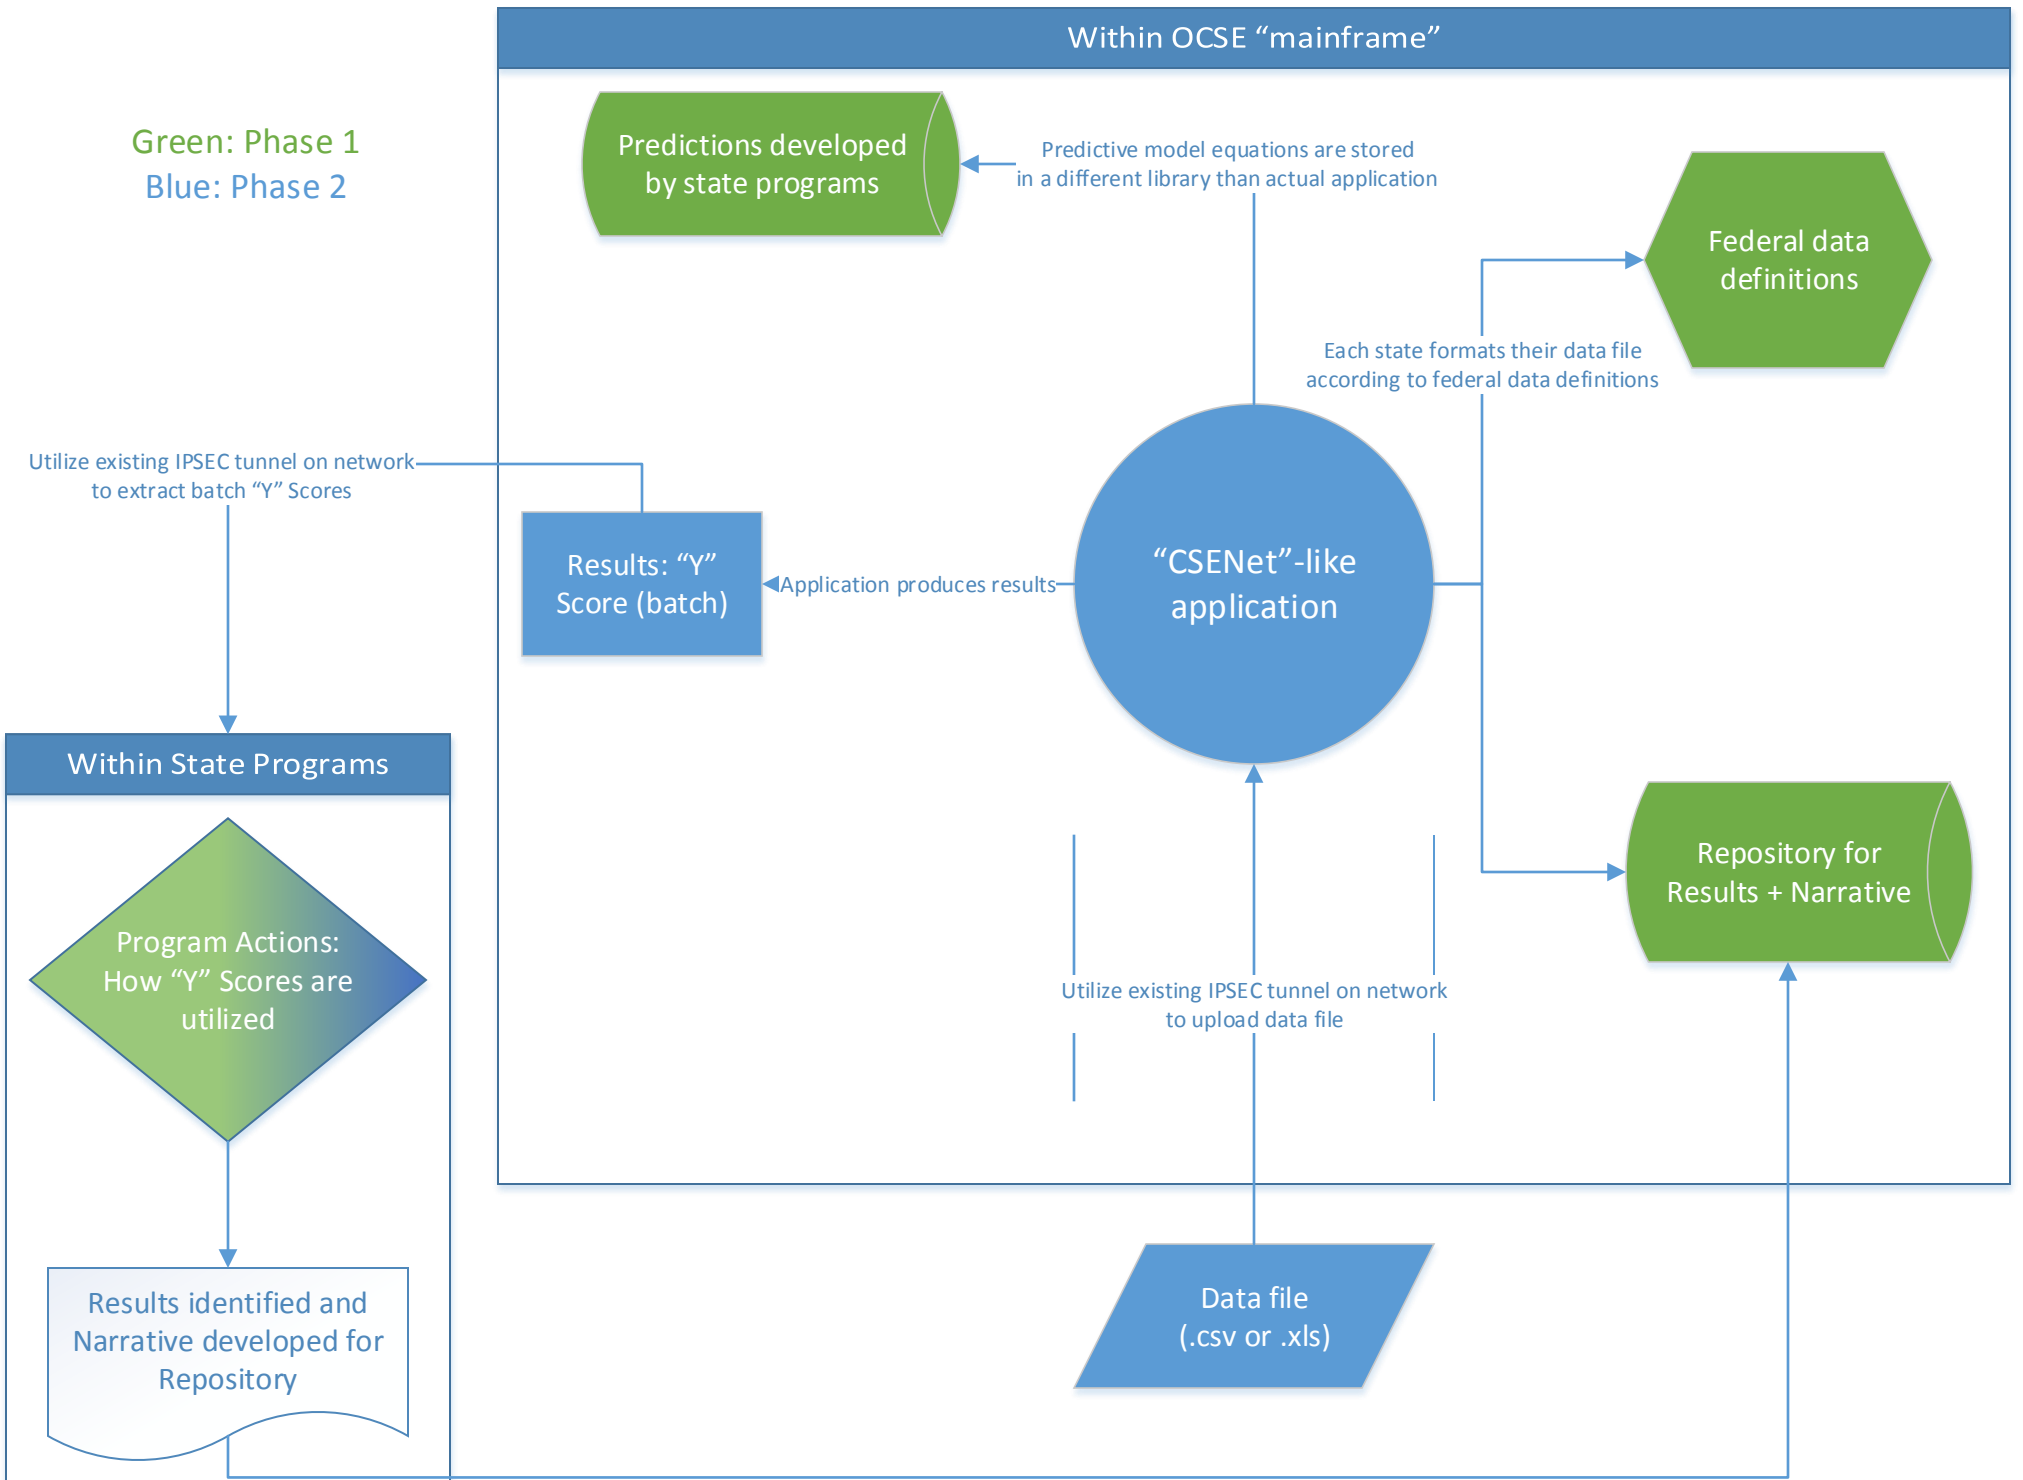 Within OCSE “mainframe”
Green: Phase 1
Blue: Phase 2
Predictions developed
by state programs
Predictive model equations are stored
in a different library than actual application
Federal data
definitions
Each state formats their data file
according to federal data definitions
Utilize existing IPSEC tunnel on network
to extract batch “Y” Scores
Results: “Y”
Score (batch)
Application produces results
“CSENet”-like
application
Within State Programs
Program Actions:
How “Y” Scores are
utilized
Repository for
Results + Narrative
Utilize existing IPSEC tunnel on network
to upload data file
Results identified and
Narrative developed for
Repository
Data file
(.csv or .xls)